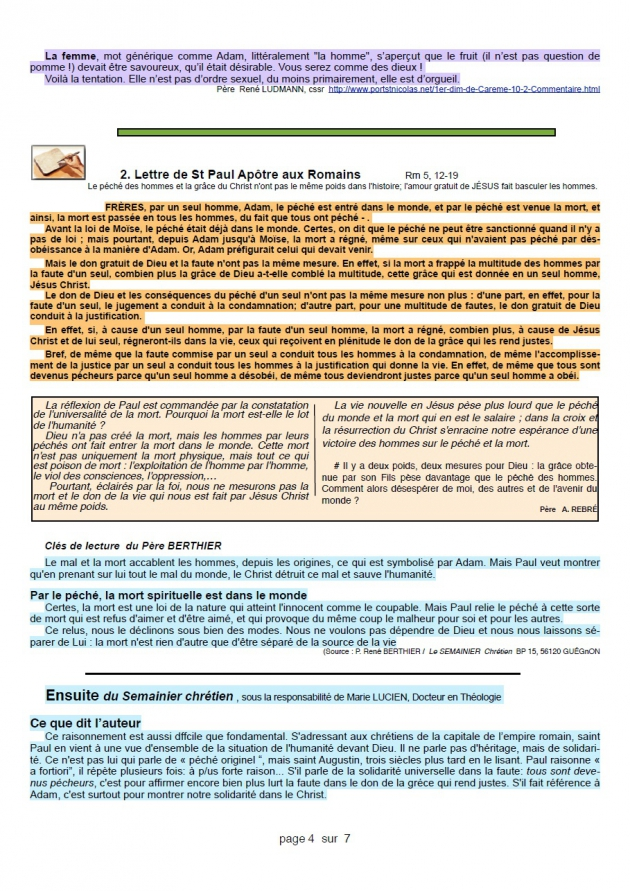 La femme, mot générique comme Adam, littéralement "la homme", s'aperçut que le fruit (il n'est pas question de
pomme !) devait être savoureux, qu'il était désirable. Vous serez comme des dieux !
Voilà la tentation. Elle n'est pas d'ordre sexuel, du moins primairement, elle est d'orgueil.
Père René LUDMANN, cssr http://www.portstnicolas.net/1er-dim-de-Careme-10-2-Commentaire.html
2. Lettre de St Paul Apôtre aux Romains Rm 5, 12-19
Le péché des hommes et la grâce du Christ n'ont pas le même poids dans l'histoire; l'amour gratuit de JÉSUS fait basculer les hommes.
FRÈRES, par un seul homme, Adam, le péché est entré dans le monde, et par le péché est venue la mort, et
ainsi, la mort est passée en tous les hommes, du fait que tous ont péché - .
Avant la loi de Moïse, le péché était déjà dans le monde. Certes, on dit que le péché ne peut être sanctionné quand il n'y a
pas de loi ; mais pourtant, depuis Adam jusqu'à Moïse, la mort a régné, même sur ceux qui n'avaient pas péché par dés-
obéissance à la manière d'Adam. Or, Adam préfigurait celui qui devait venir.
Mais le don gratuit de Dieu et la faute n'ont pas la même mesure. En effet, si la mort a frappé la multitude des hommes par
la faute d'un seul, combien plus la grâce de Dieu a-t-elle comblé la multitude, cette grâce qui est donnée en un seul homme,
Jésus Christ.
Le don de Dieu et les conséquences du péché d'un seul n'ont pas la même mesure non plus : d'une part, en effet, pour la
faute d'un seul, le jugement a conduit à la condamnation; d'autre part, pour une multitude de fautes, le don gratuit de Dieu
conduit à la justification.
En effet, si, à cause d'un seul homme, par la faute d'un seul homme, la mort a régné, combien plus, à cause de Jésus
Christ et de lui seul, régneront-ils dans la vie, ceux qui reçoivent en plénitude le don de la grâce qui les rend justes.
Bref, de même que la faute commise par un seul a conduit tous les hommes à la condamnation, de même l'accomplisse-
ment de la justice par un seul a conduit tous les hommes à la justification qui donne la vie. En effet, de même que tous sont
devenus pécheurs parce qu'un seul homme a désobéi, de même tous deviendront justes parce qu'un seul homme a obéi.
La réflexion de Paul est commandée par la constatation
de l'universalité de la mort. Pourquoi la mort est-elle le lot
de l'humanité ?
Dieu n'a pas créé la mort, mais les hommes par leurs
péchés ont fait entrer la mort dans le monde. Cette mort
n'est pas uniquement la mort physique, mais tout ce qui
est poison de mort : l'exploitation de l'homme par l'homme,
le viol des consciences, l'oppression,...
Pourtant, éclairés par la foi, nous ne mesurons pas la
mort et le don de la vie qui nous est fait par Jésus Christ
au même poids.
La vie nouvelle en Jésus pèse plus lourd que le péché
du monde et la mort qui en est le salaire ; dans la croix et
la résurrection du Christ s'enracine notre espérance d'une
victoire des hommes sur le péché et la mort.
# Il y a deux poids, deux mesures pour Dieu : la grâce obte-
nue par son Fils pèse davantage que le péché des hommes.
Comment alors désespérer de moi, des autres et de l'avenir du
monde ?
Père A. REBRÉ
Clés de lecture du Père BERTHIER
Le mal et la mort accablent les hommes, depuis les origines, ce qui est symbolisé par Adam. Mais Paul veut montrer
qu'en prenant sur lui tout le mal du monde, le Christ détruit ce mal et sauve l'humanité.
Par le péché, la mort spirituelle est dans le monde
Certes, la mort est une loi de la nature qui atteint l'innocent comme le coupable. Mais Paul relie le péché à cette sorte
de mort qui est refus d'aimer et d'être aimé, et qui provoque du même coup le malheur pour soi et pour les autres.
Ce relus, nous le déclinons sous bien des modes. Nous ne voulons pas dépendre de Dieu et nous nous laissons sé-
parer de Lui : la mort n'est rien d'autre que d'être séparé de la source de la vie
(Source : P. René BERTHIER / Le SEMAINIER Chrétien BP 15, 56120 GUÉGnON
Ensuite du Semainier chrétien , sous la responsabilité de Marie LUCIEN, Docteur en Théologie
Ce que dit l'auteur
Ce raisonnement est aussi dffcile que fondamental. S'adressant aux chrétiens de la capitale de l'empire romain, saint
Paul en vient à une vue d'ensemble de la situation de l'humanité devant Dieu. Il ne parle pas d'héritage, mais de solidari-
té. Ce n'est pas lui qui parle de « péché originel ", mais saint Augustin, trois siècles plus tard en le lisant. Paul raisonne «
a fortiori", il répète plusieurs fois: à p/us forte raison... S'il parle de la solidarité universelle dans la faute: tous sont deve-
nus pécheurs, c'est pour affirmer encore bien plus lurt la faute dans le don de la grêce qui rend justes. S'il fait référence à
Adam, c'est surtout pour montrer notre solidarité dans le Christ.
page 4 sur 7